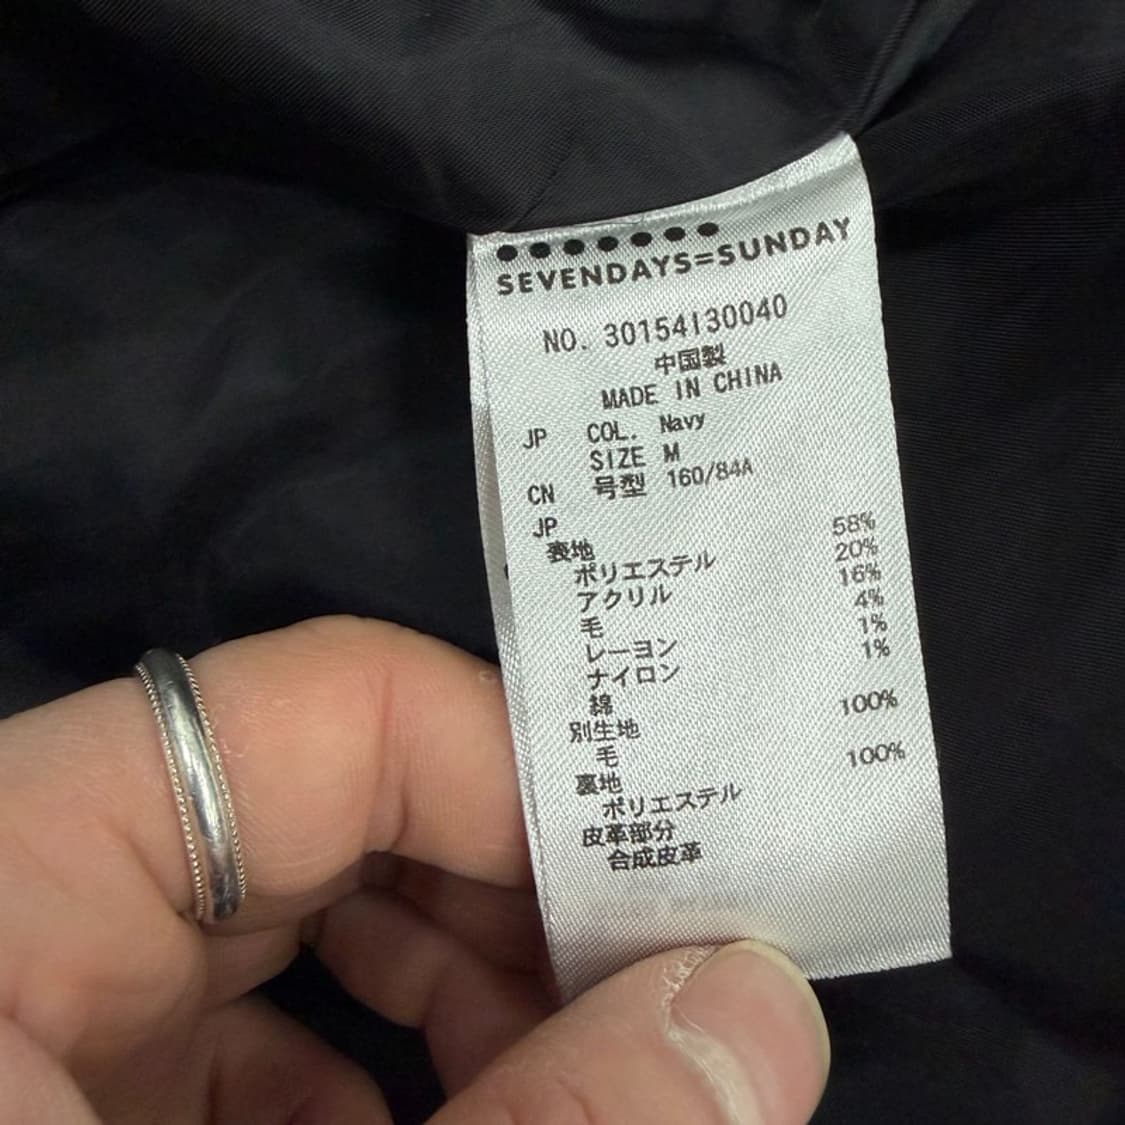 SEVENDAYS=SUNDAY
NO. 30154130040
中国製
MADE IN CHINA
JP COL. Navy
SIZE M
CN 号型 160/84A
JP
表地
ポリエステル 58%
アクリル 20%
毛 16%
レーヨン 4%
ナイロン 1%
綿 1%
別生地
毛 100%
裏地
ポリエステル 100%
皮革部分
合成皮革